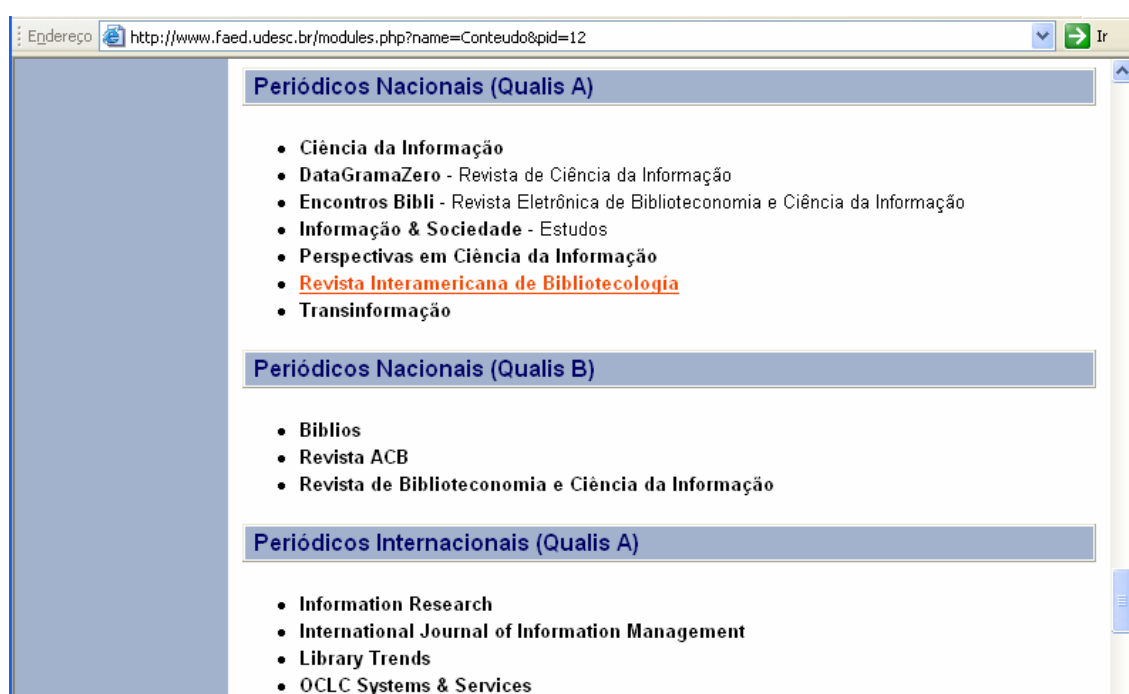 Endereço http://www.faed.udesc.br/modules.php?name=Conteudo&pid=12 Ir
Periódicos Nacionais (Qualis A)
Ciência da Informação
DataGramaZero - Revista de Ciência da Informação
Encontros Bibli - Revista Eletrônica de Biblioteconomia e Ciência da Informação
Informação & Sociedade - Estudos
Perspectivas em Ciência da Informação
Revista Interamericana de Bibliotecología
Transinformação
Periódicos Nacionais (Qualis B)
Biblios
Revista ACB
Revista de Biblioteconomia e Ciência da Informação
Periódicos Internacionais (Qualis A)
Information Research
International Journal of Information Management
Library Trends
OCLC Systems & Services